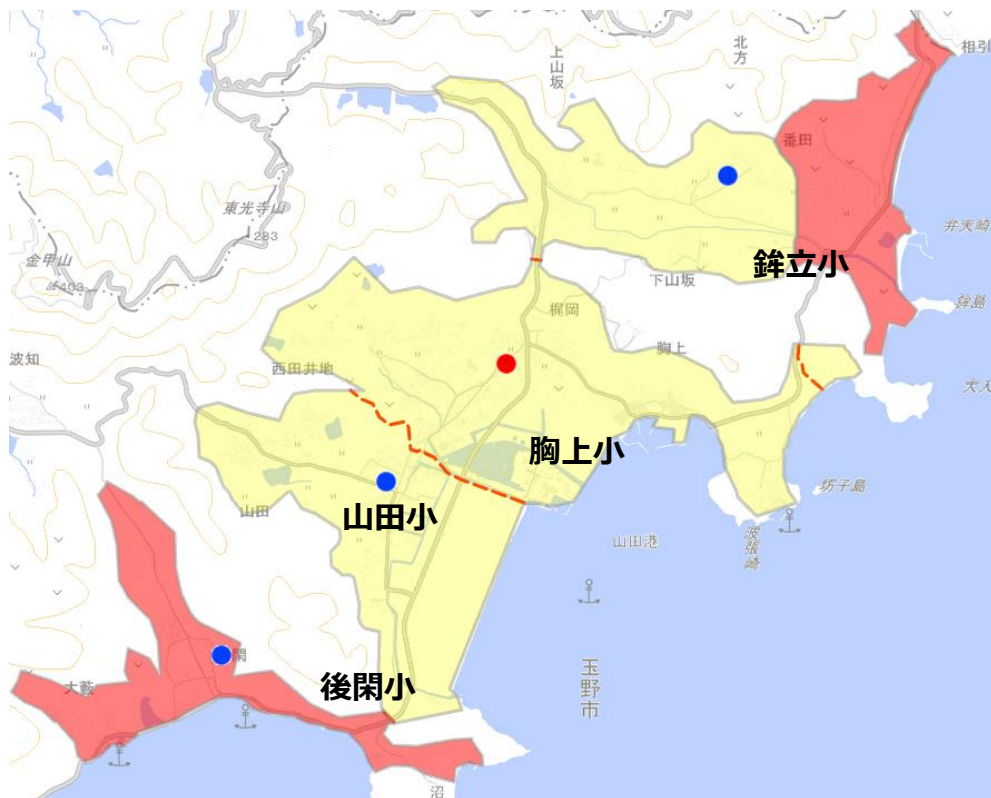 相引
上山坂
北方
番田
東光寺山
283
弁天崎
金甲山
403
鉾立小
下山坂
鉾島
梶岡
波知
西田井地
胸上
大入
胸上小
山田
山田小
坊子島
山田港
波張崎
玉野市
後閑小
大藪
沼